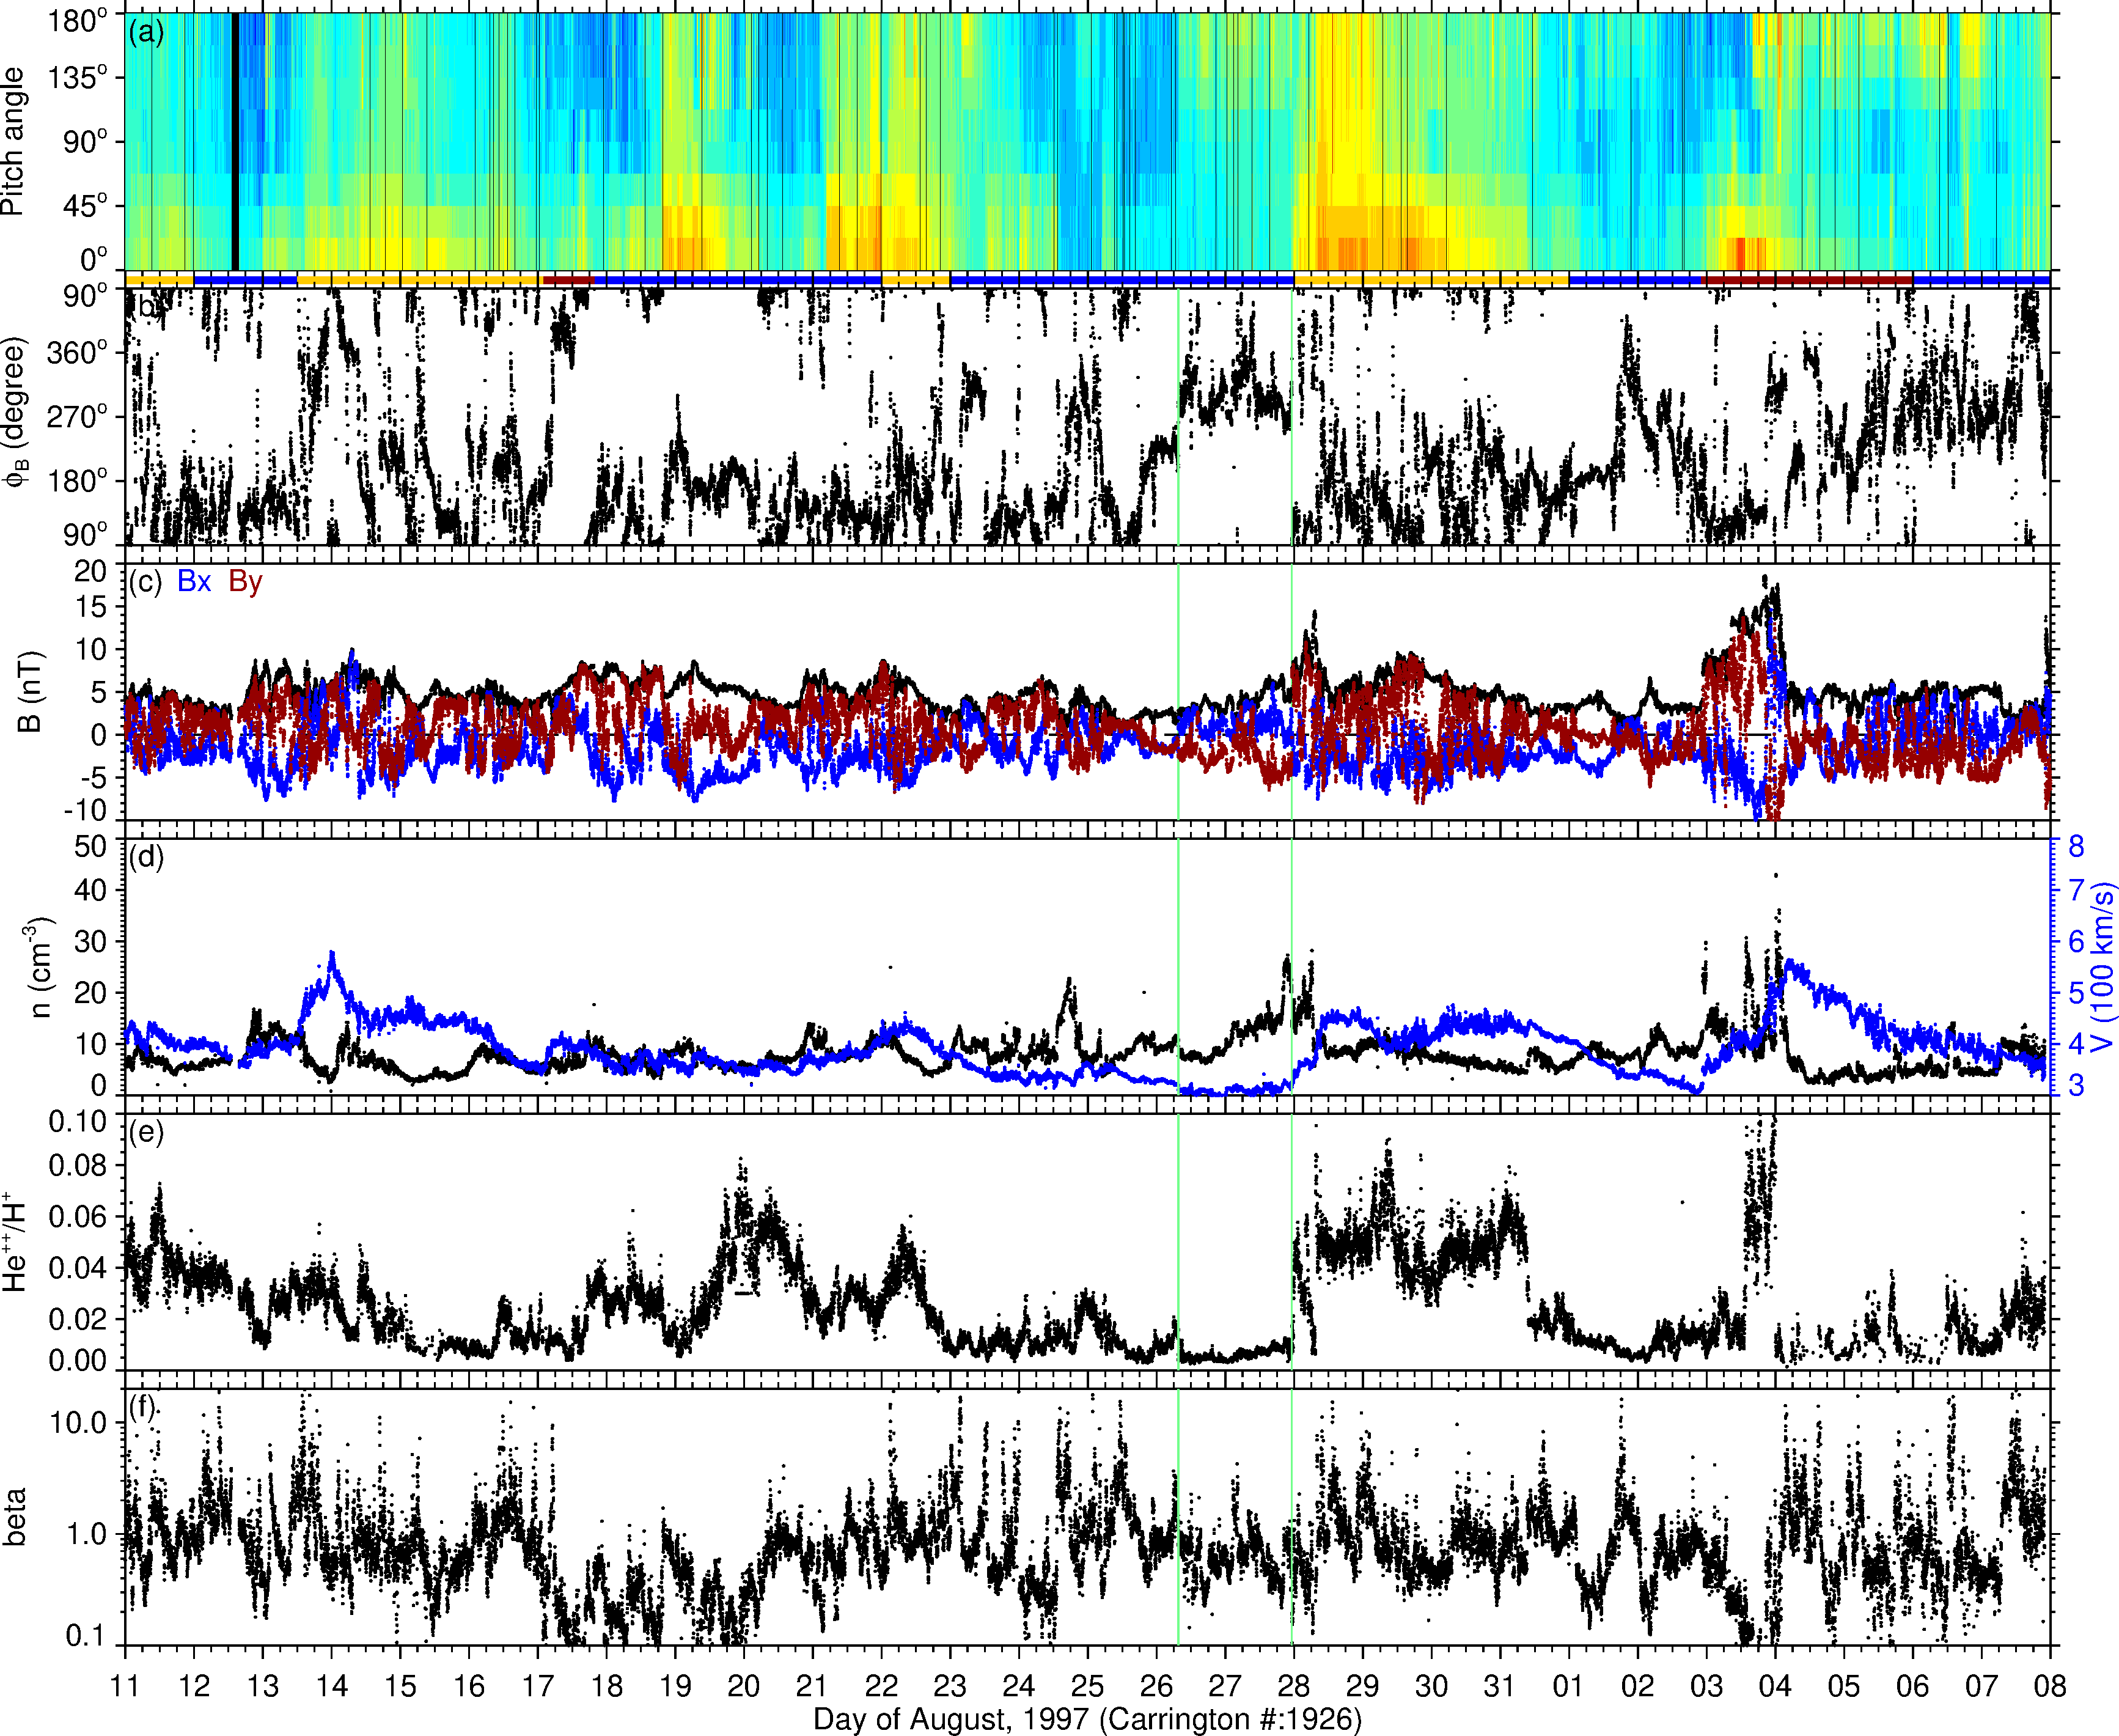 (a)
180°
135°
90°
45°
0°
Pitch angle
(b)
90°
360°
270°
180°
90°
ϕB (degree)
(c) Bx By
20
15
10
5
0
-5
-10
B (nT)
(d)
50
40
30
20
10
0
n (cm-3)
8
7
6
5
4
3
V (100 km/s)
(e)
0.10
0.08
0.06
0.04
0.02
0.00
He++/H+
(f)
10.0
1.0
0.1
beta
11 12 13 14 15 16 17 18 19 20 21 22 23 24 25 26 27 28 29 30 31 01 02 03 04 05 06 07 08
Day of August, 1997 (Carrington #:1926)